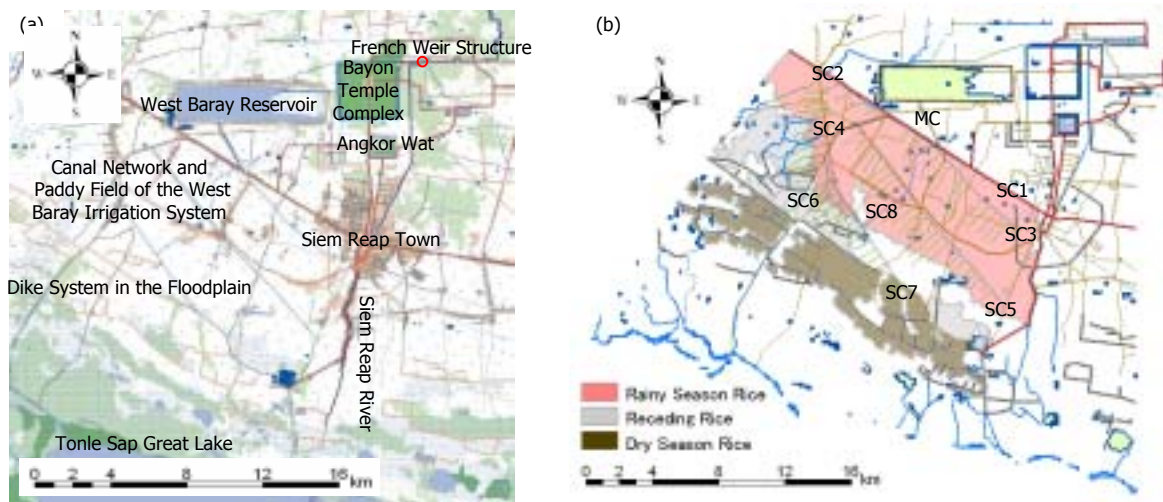 (a)
N
W E
S
French Weir Structure
Bayon
Temple
Complex
West Baray Reservoir
Angkor Wat
Canal Network and
Paddy Field of the West
Baray Irrigation System
Siem Reap Town
Dike System in the Floodplain
Siem Reap River
Tonle Sap Great Lake
0 2 4 8 12 16
km
(b)
N
W E
S
SC2
MC
SC4
SC1
SC6
SC8
SC3
SC7
SC5
Rainy Season Rice
Receding Rice
Dry Season Rice
0 2 4 8 12 16
km